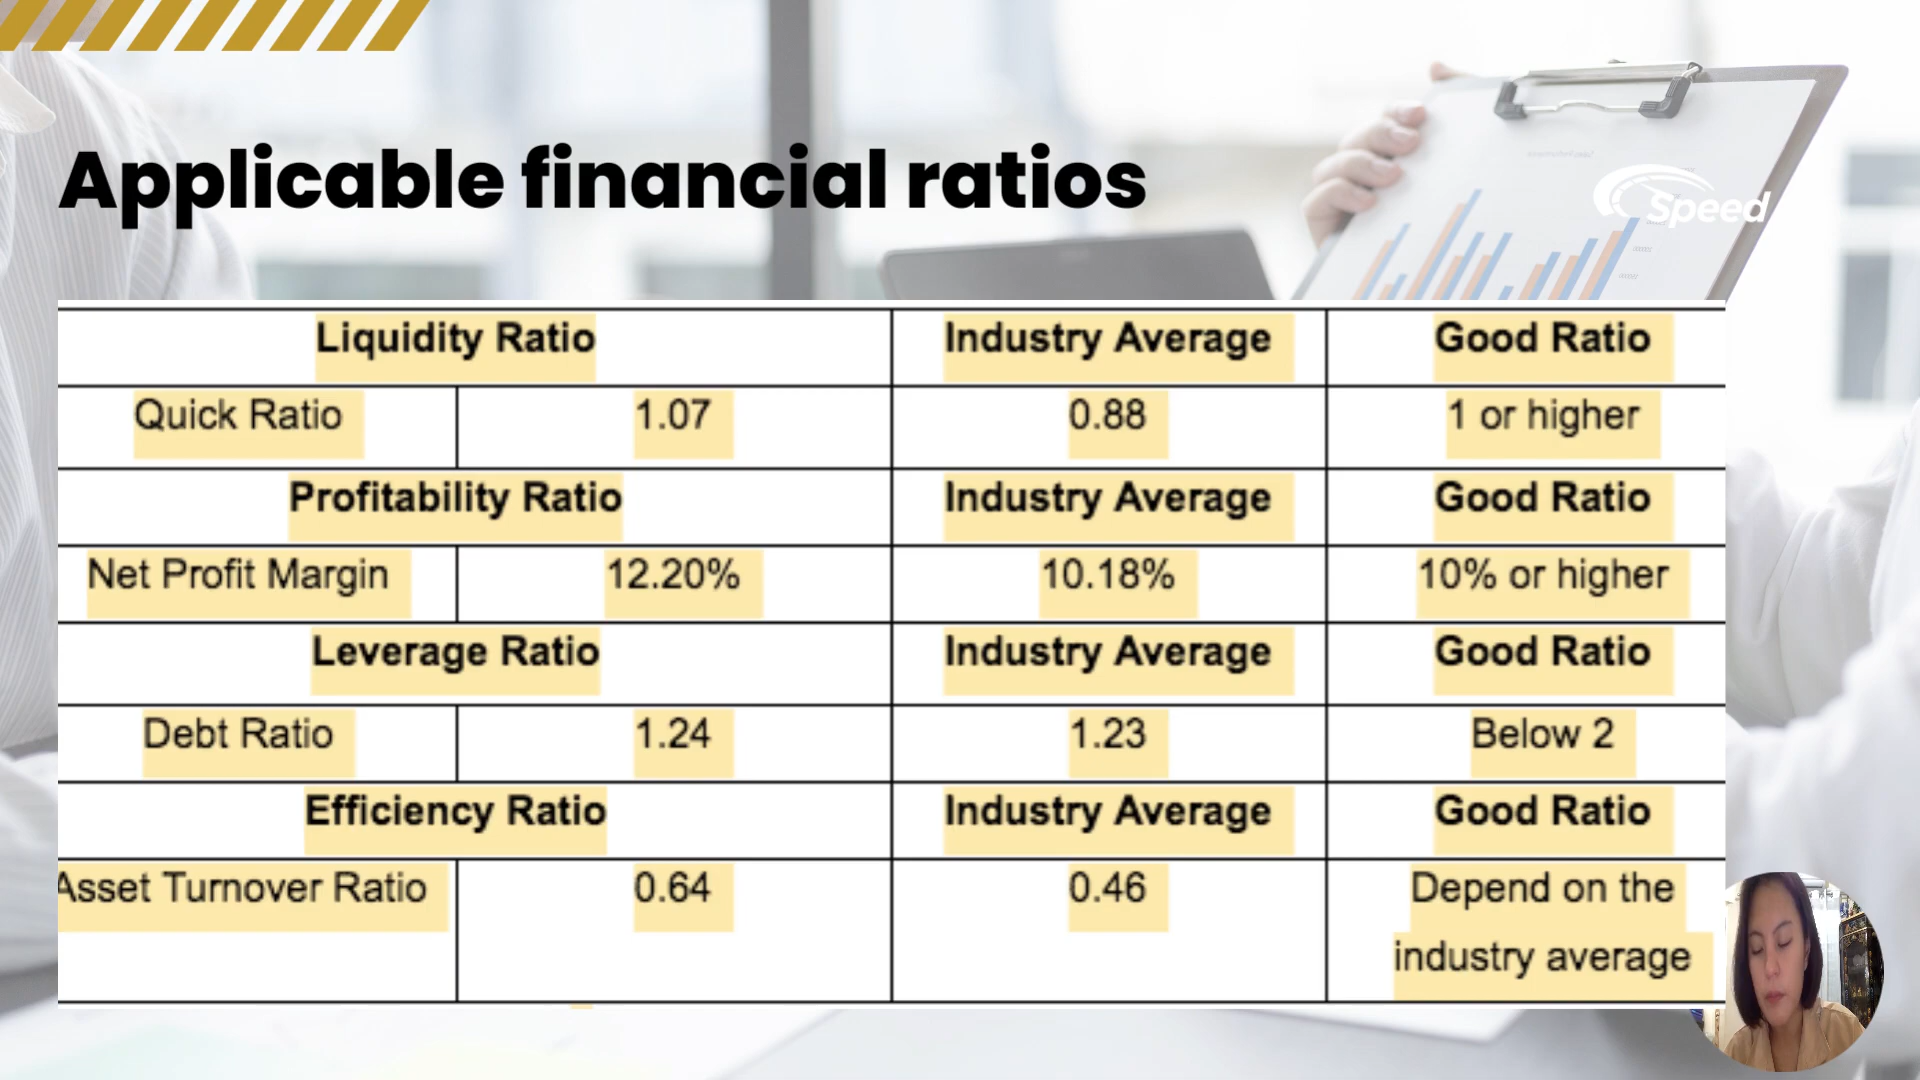 Applicable financial ratios
Speed
Liquidity Ratio Industry Average Good Ratio
Quick Ratio 1.07 0.88 1 or higher
Profitability Ratio Industry Average Good Ratio
Net Profit Margin 12.20% 10.18% 10% or higher
Leverage Ratio Industry Average Good Ratio
Debt Ratio 1.24 1.23 Below 2
Efficiency Ratio Industry Average Good Ratio
Asset Turnover Ratio 0.64 0.46 Depend on the
industry average